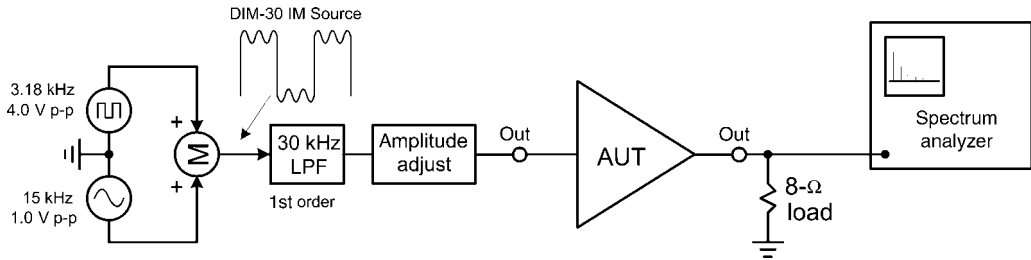 DIM-30 IM Source
3.18 kHz
4.0 V p-p
+
M
+
15 kHz
1.0 V p-p
30 kHz
LPF
1st order
Amplitude
adjust
Out
AUT
Out
8-Ω
load
Spectrum
analyzer